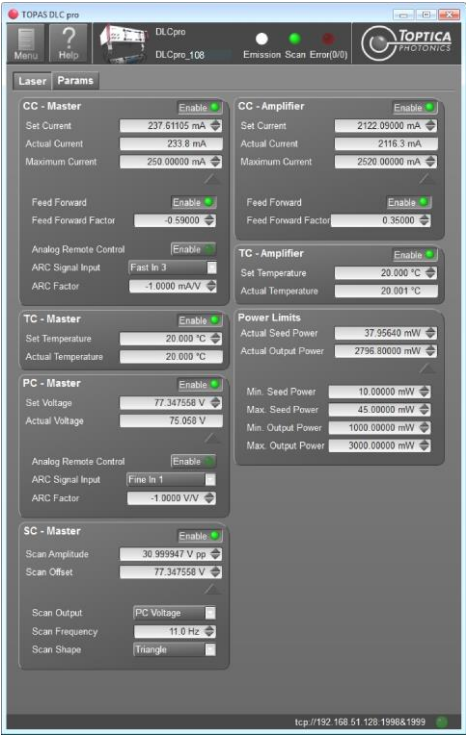 TOPAS DLC pro
Menu
Help
DLCpro
DLCpro_108
Emission Scan Error(0/0)
TOPTICA
PHOTONICS
Laser Params
CC - Master Enable
Set Current 237.61105 mA
Actual Current 233.8 mA
Maximum Current 250.00000 mA
Feed Forward Enable
Feed Forward Factor -0.59000
Analog Remote Control Enable
ARC Signal Input Fast In 3
ARC Factor -1.0000 mA/V
TC - Master Enable
Set Temperature 20.000 °C
Actual Temperature 20.000 °C
PC - Master Enable
Set Voltage 77.347558 V
Actual Voltage 75.058 V
Analog Remote Control Enable
ARC Signal Input Fine In 1
ARC Factor -1.0000 V/V
SC - Master Enable
Scan Amplitude 30.999947 V pp
Scan Offset 77.347558 V
Scan Output PC Voltage
Scan Frequency 11.0 Hz
Scan Shape Triangle
CC - Amplifier Enable
Set Current 2122.09000 mA
Actual Current 2116.3 mA
Maximum Current 2520.00000 mA
Feed Forward Enable
Feed Forward Factor 0.35000
TC - Amplifier Enable
Set Temperature 20.000 °C
Actual Temperature 20.001 °C
Power Limits
Actual Seed Power 37.95640 mW
Actual Output Power 2796.80000 mW
Min. Seed Power 10.00000 mW
Max. Seed Power 45.00000 mW
Min. Output Power 1000.00000 mW
Max. Output Power 3000.00000 mW
tcp://192.168.51.128:1998&1999